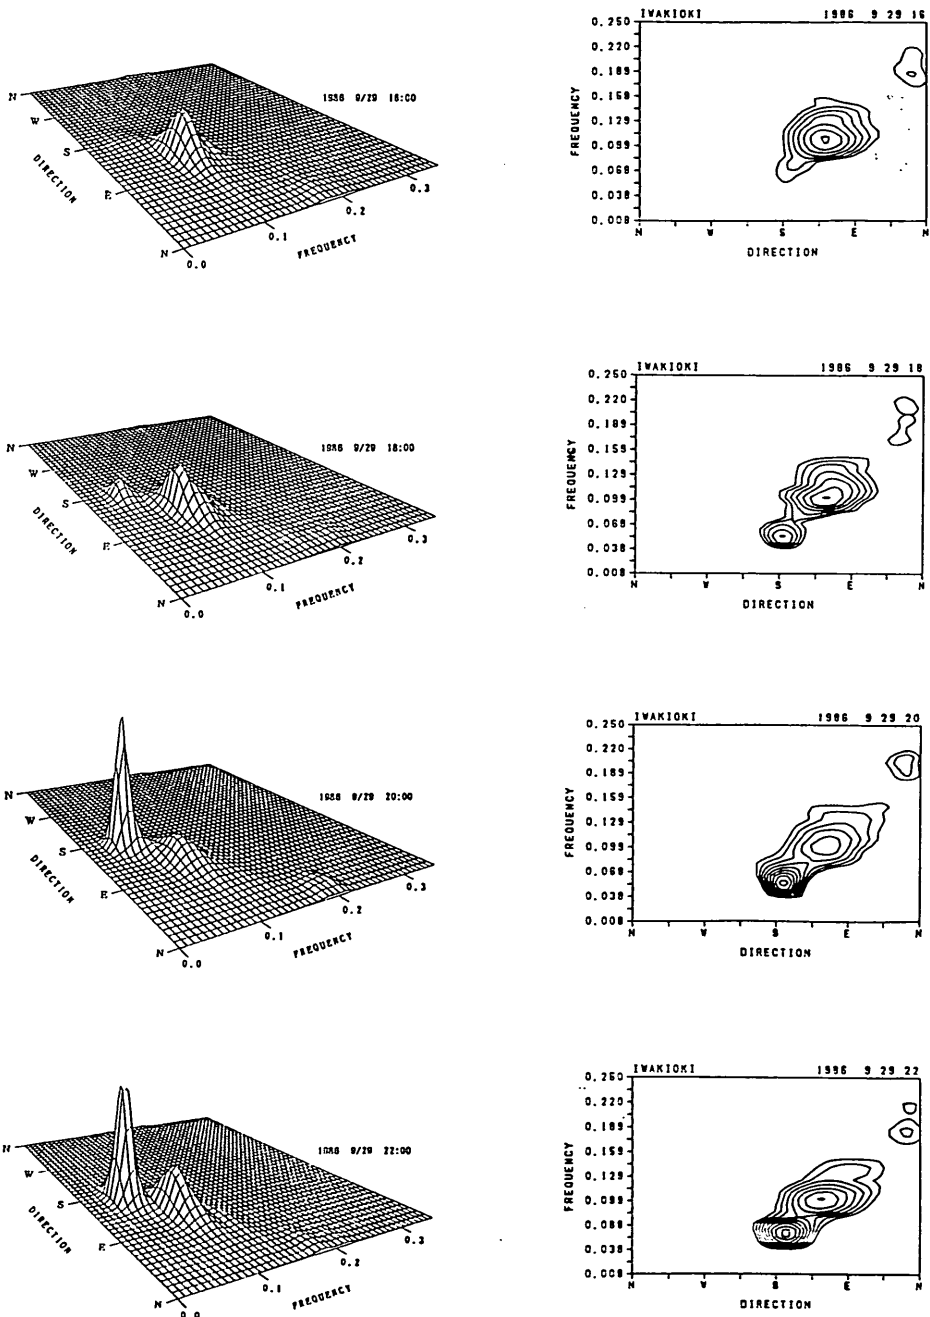 1986 9/29 16:00
N
W
S
E
N
DIRECTION
0.0
0.1
0.2
0.3
FREQUENCY
IWAKIOKI 1986 9 29 16
0.250
0.220
0.189
0.159
0.129
0.099
0.068
0.038
0.008
FREQUENCY
N W S E N
DIRECTION
1986 9/29 18:00
N
W
S
E
N
DIRECTION
0.0
0.1
0.2
0.3
FREQUENCY
IWAKIOKI 1986 9 29 18
0.250
0.220
0.189
0.159
0.129
0.099
0.068
0.038
0.008
FREQUENCY
N W S E N
DIRECTION
1986 9/29 20:00
N
W
S
E
N
DIRECTION
0.0
0.1
0.2
0.3
FREQUENCY
IWAKIOKI 1986 9 29 20
0.250
0.220
0.189
0.159
0.129
0.099
0.068
0.038
0.008
FREQUENCY
N W S E N
DIRECTION
1986 9/29 22:00
N
W
S
E
N
DIRECTION
0.0
0.1
0.2
0.3
FREQUENCY
IWAKIOKI 1986 9 29 22
0.250
0.220
0.189
0.159
0.129
0.099
0.068
0.038
0.008
FREQUENCY
N W S E N
DIRECTION